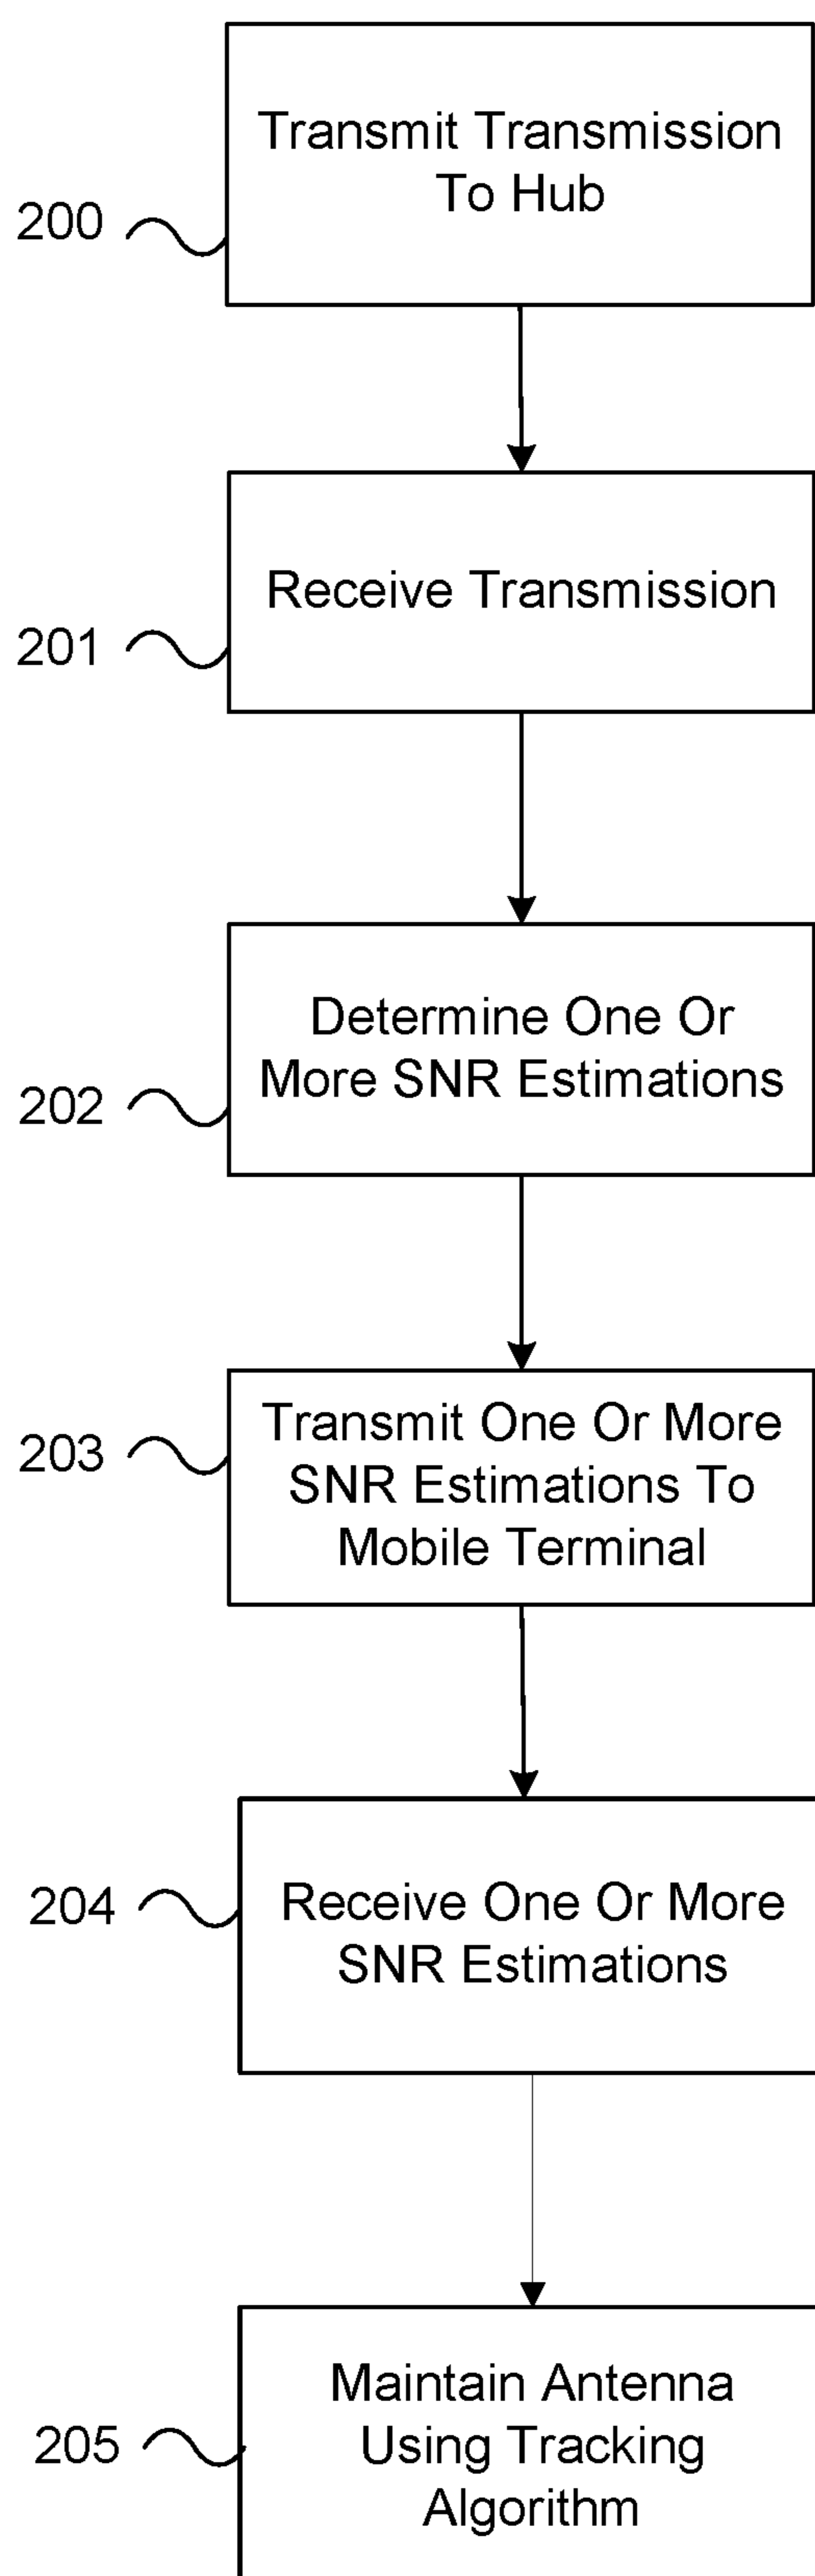 Transmit Transmission
To Hub
200
Receive Transmission
201
Determine One Or
More SNR Estimations
202
Transmit One Or More
SNR Estimations To
Mobile Terminal
203
Receive One Or More
SNR Estimations
204
Maintain Antenna
Using Tracking
Algorithm
205